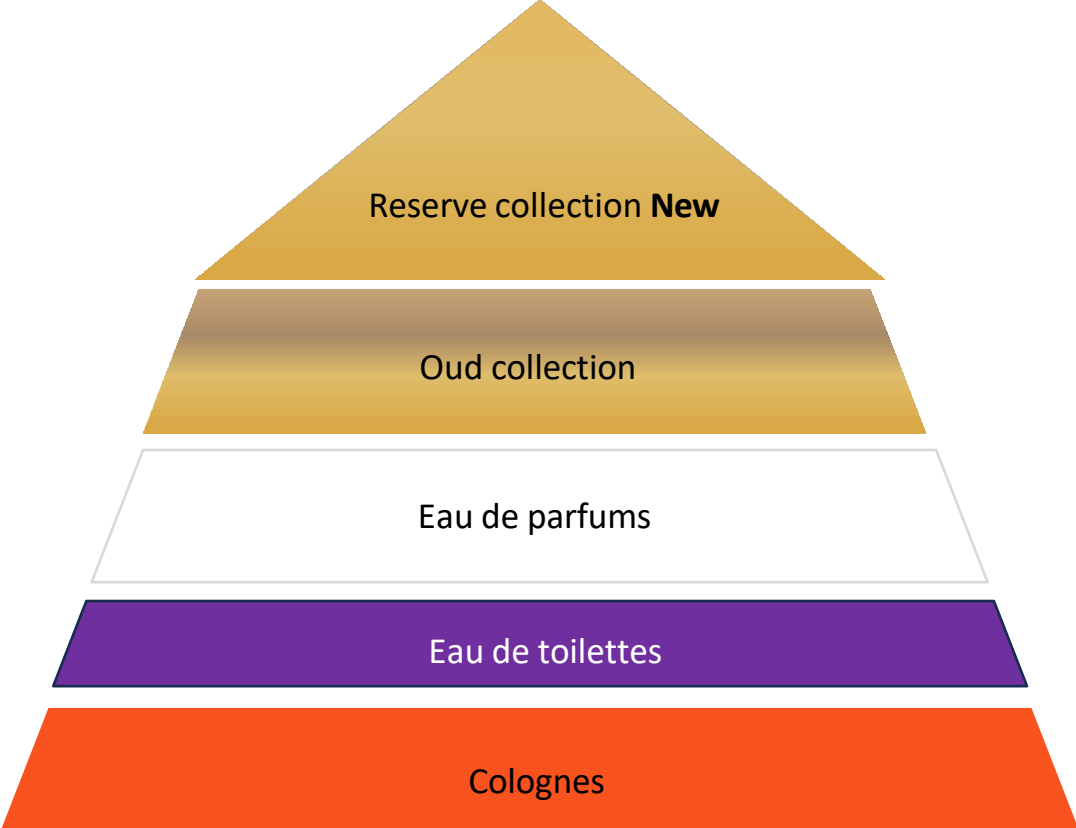 Reserve collection New
Oud collection
Eau de parfums
Eau de toilettes
Colognes